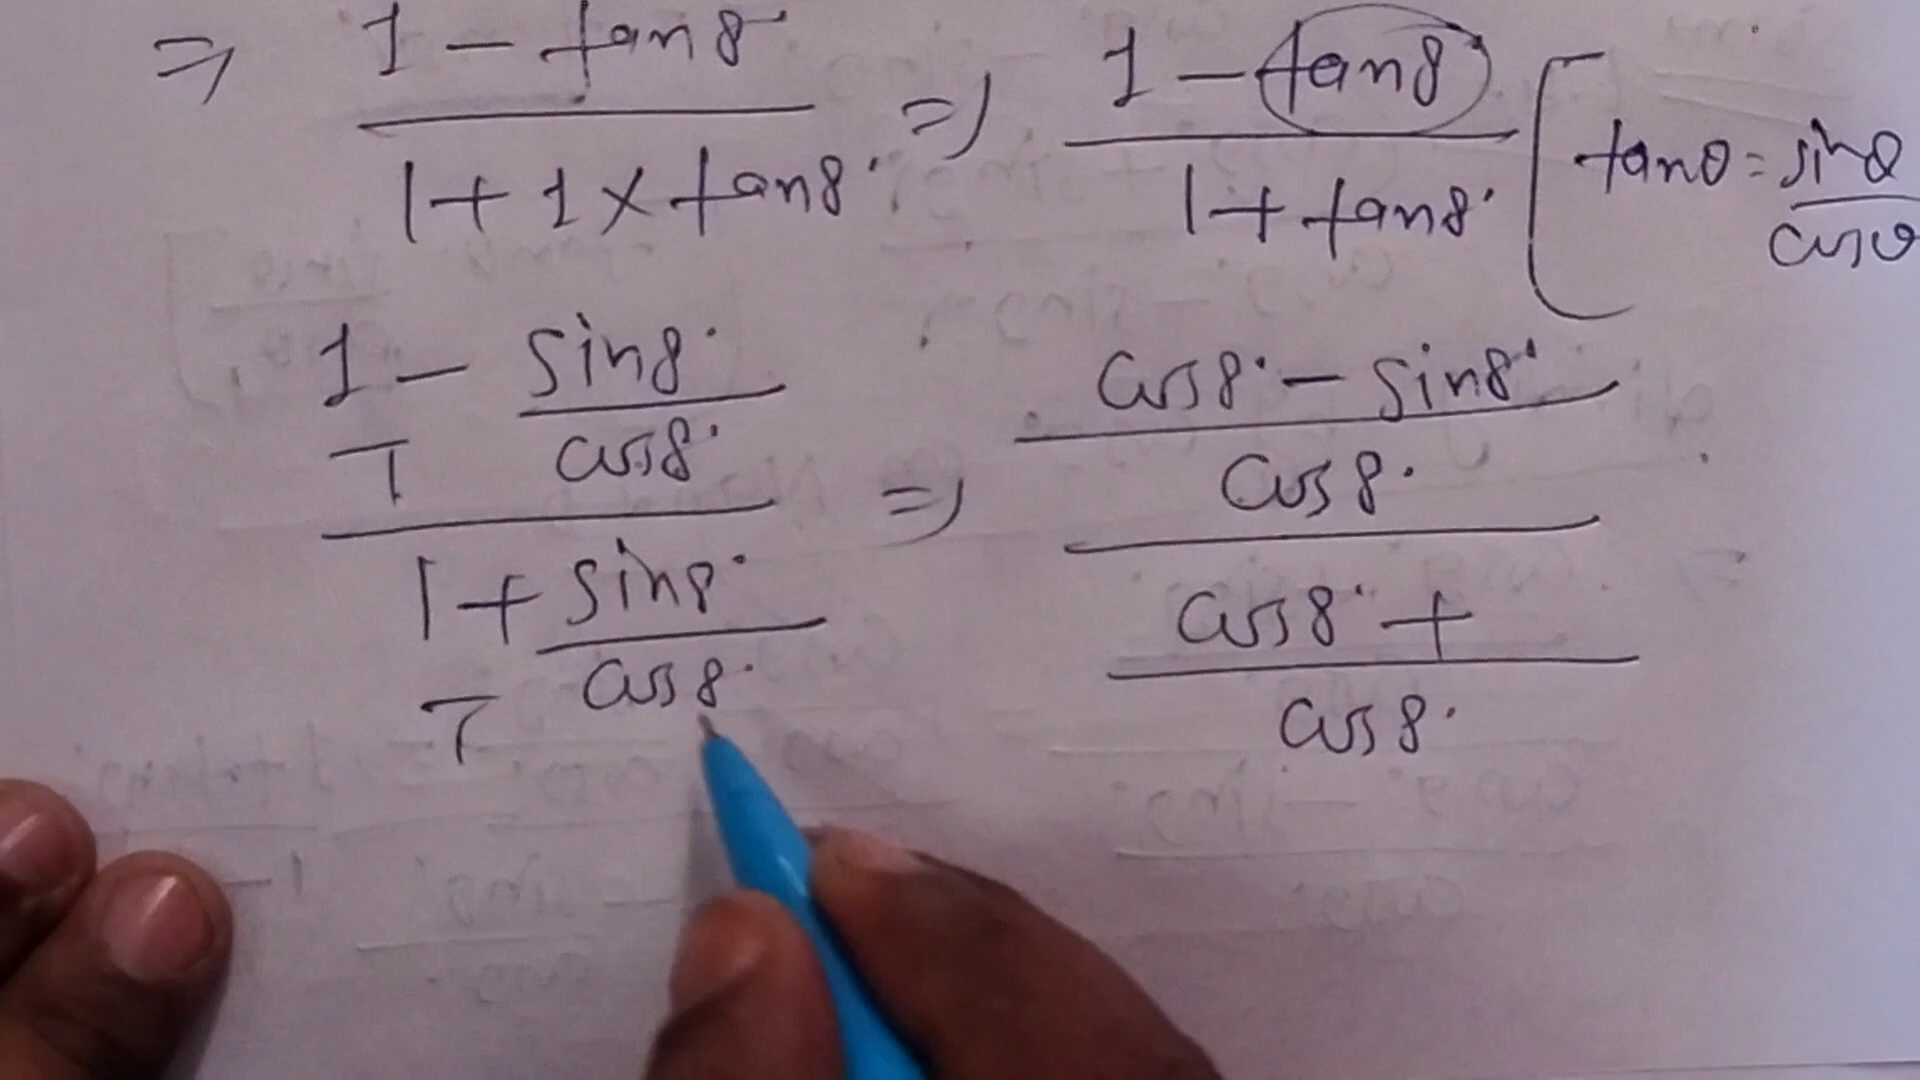 ⇒ 1 - tan8° / 1 + 1 × tan8° ⇒ 1 - tan8° / 1 + tan8° [ tanθ = sinθ / cosθ
1/1 - sin8° / cos8° / 1/1 + sin8° / cos8° ⇒ cos8° - sin8° / cos8° / cos8° + / cos8°